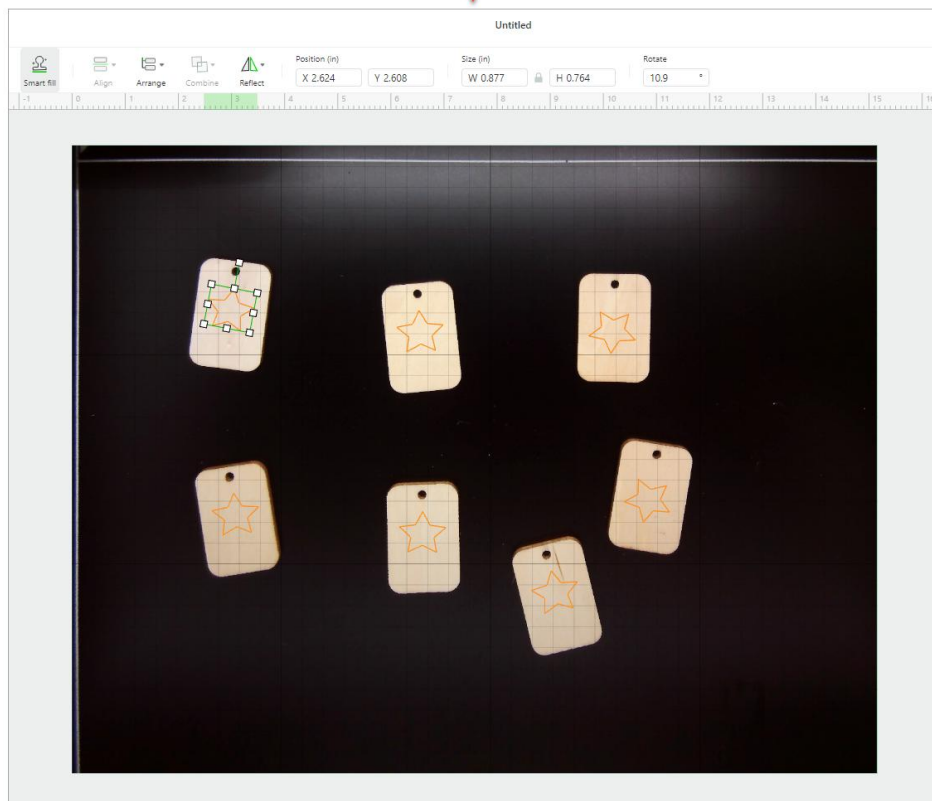 Untitled
Position (in) Size (in) Rotate
Smart fill Align Arrange Combine Reflect X 2.624 Y 2.608 W 0.877 H 0.764 10.9 °
-1 0 1 2 3 4 5 6 7 8 9 10 11 12 13 14 15 16